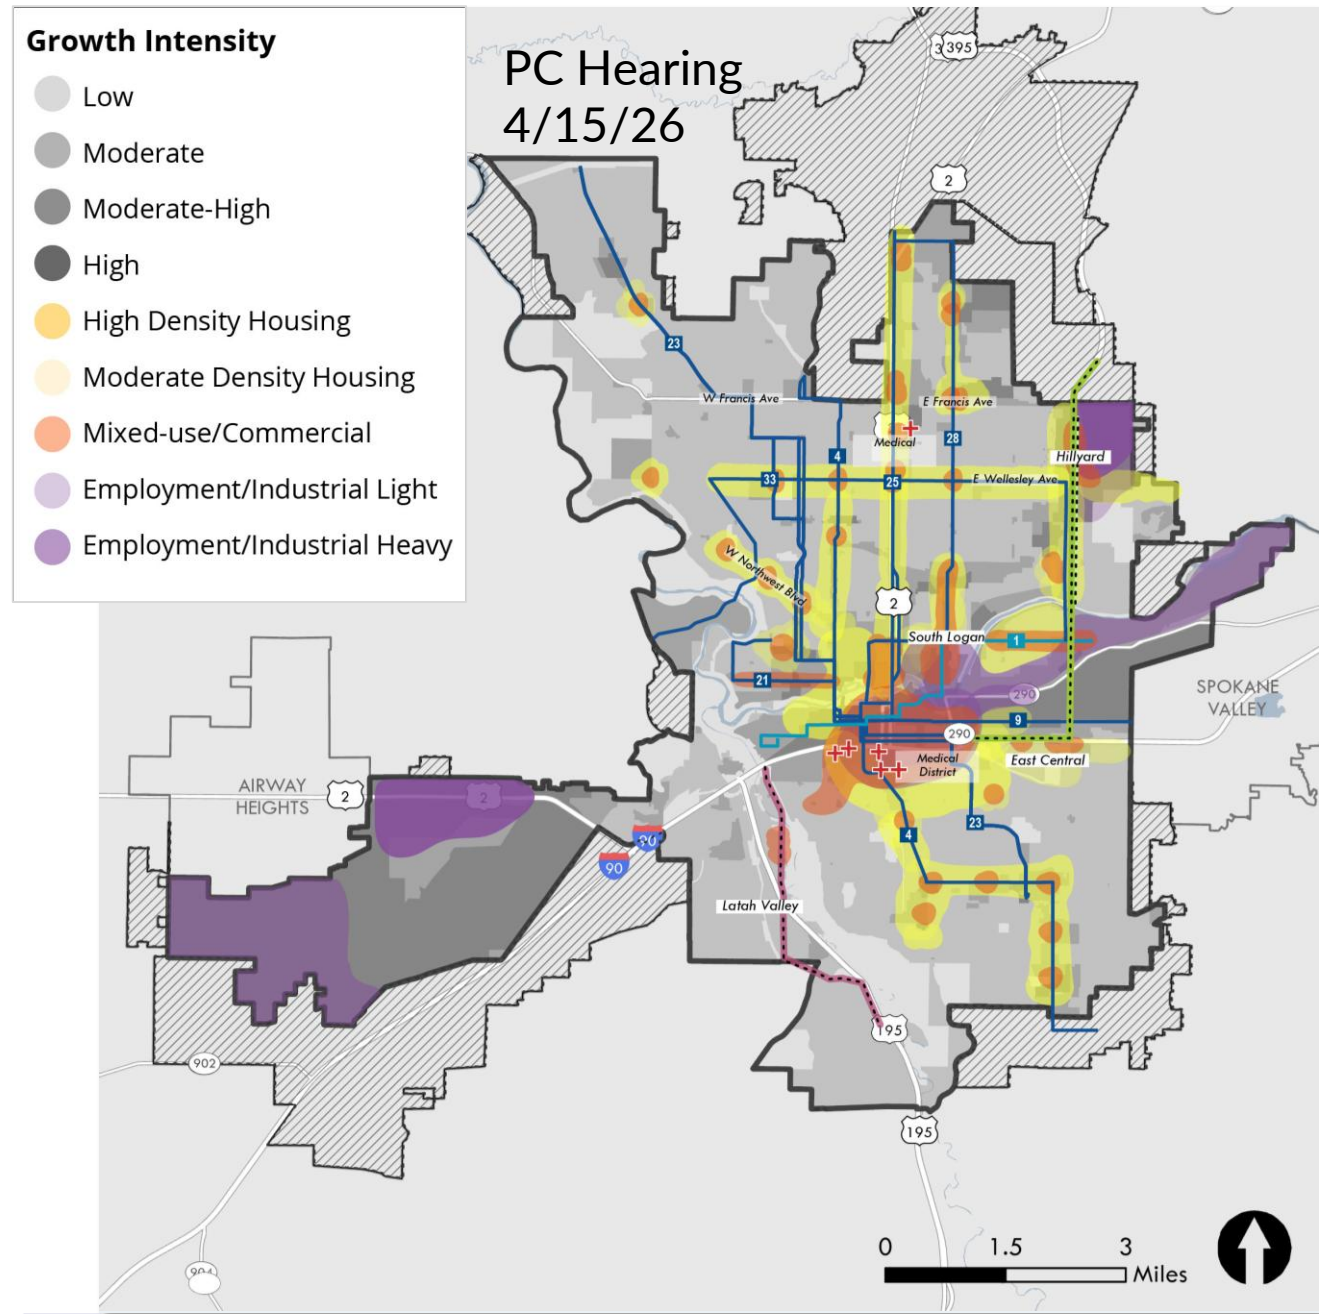 Growth Intensity
Low
Moderate
Moderate-High
High
High Density Housing
Moderate Density Housing
Mixed-use/Commercial
Employment/Industrial Light
Employment/Industrial Heavy
PC Hearing
4/15/26
395
2
23
W Francis Ave
E Francis Ave
Medical
28
4
Hillyard
33
25
E Wellesley Ave
W Northwest Blvd
2
South Logan
1
21
290
SPOKANE
VALLEY
9
290
East Central
Medical
District
AIRWAY
HEIGHTS
2
2
90
90
4
23
Latah Valley
195
902
195
904
0
1.5
3
Miles